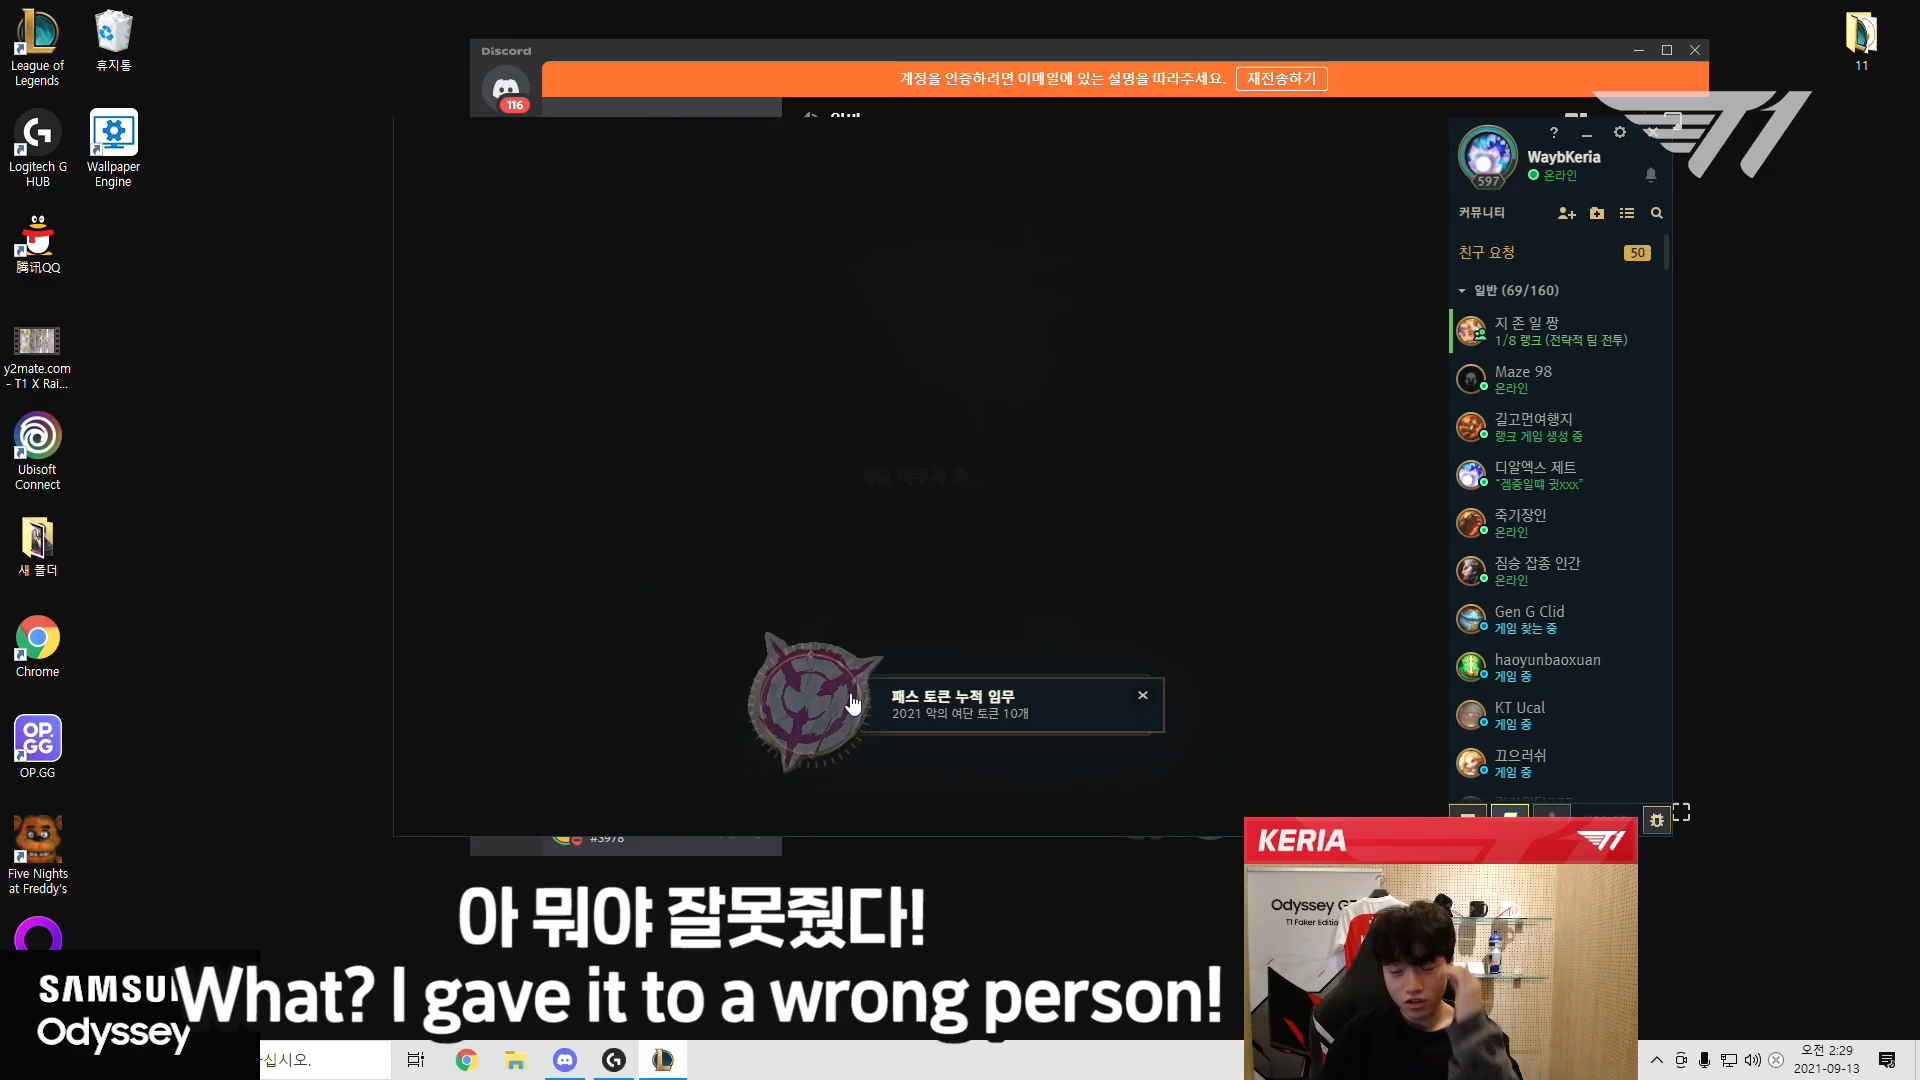 League of
Legends
휴지통
Logitech G
HUB
Wallpaper
Engine
腾讯QQ
y2mate.com
- T1 X Rai...
Ubisoft
Connect
새 폴더
Chrome
OP.GG
OP.GG
Five Nights
at Freddy's
Discord
116
계정을 인증하려면 이메일에 있는 설명을 따라주세요.
재전송하기
11
T1
?
WaybKeria
온라인
597
커뮤니티
친구 요청
50
일반 (69/160)
지 존 일 짱
1/8 랭크 (전략적 팀 전투)
Maze 98
온라인
길고먼여행지
랭크 게임 생성 중
디알엑스 제트
"겜중일떄 귓xxx"
죽기장인
온라인
짐승 잡종 인간
온라인
Gen G Clid
게임 찾는 중
haoyunbaoxuan
게임 중
KT Ucal
게임 중
끄으러쉬
게임 중
패스 토큰 누적 임무
2021 악의 여단 토큰 10개
#3978
KERIA
T1
Odyssey G
T1 Faker Editio
아 뭐야 잘못줬다!
What? I gave it to a wrong person!
SAMSU
Odyssey
십시오.
오전 2:29
2021-09-13